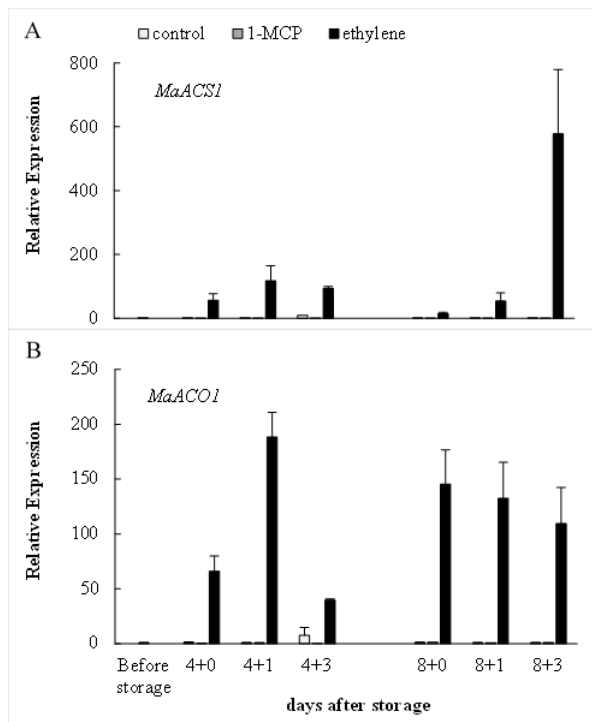 A
control 1-MCP ethylene
MaACS1
Relative Expression
800
600
400
200
0
B
MaACO1
Relative Expression
250
200
150
100
50
0
Before storage 4+0 4+1 4+3 8+0 8+1 8+3
days after storage